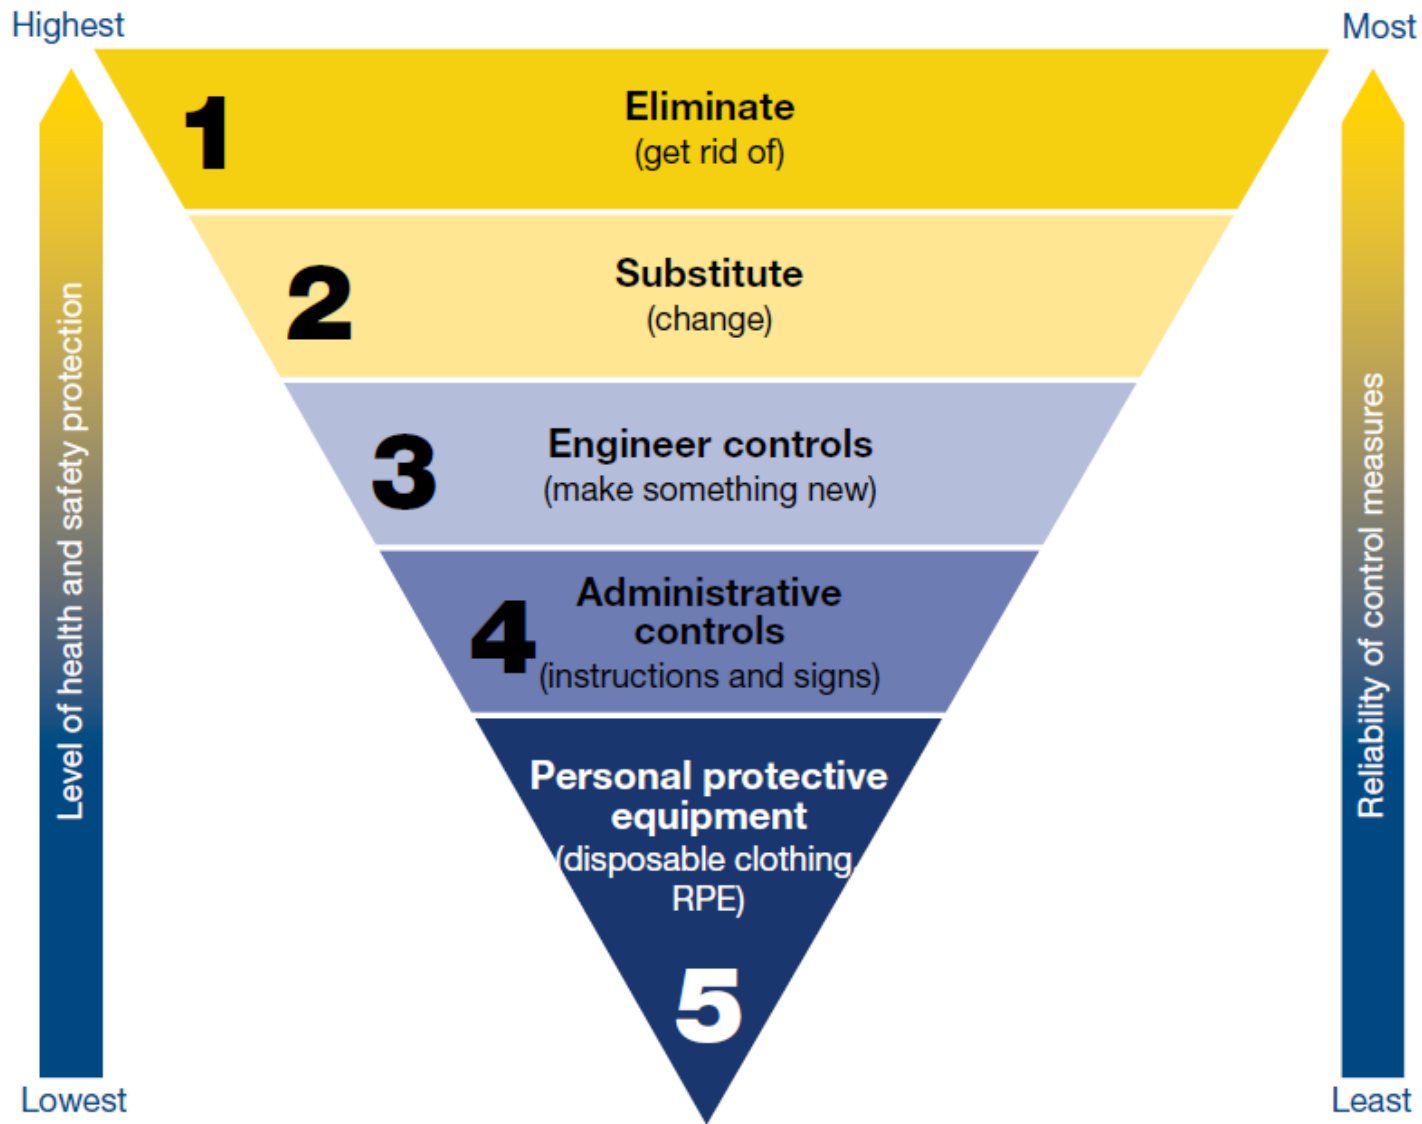 Highest
Most
1
Eliminate
(get rid of)
2
Substitute
(change)
3
Engineer controls
(make something new)
4
Administrative
controls
(instructions and signs)
Personal protective
equipment
(disposable clothing,
RPE)
5
Level of health and safety protection
Reliability of control measures
Lowest
Least